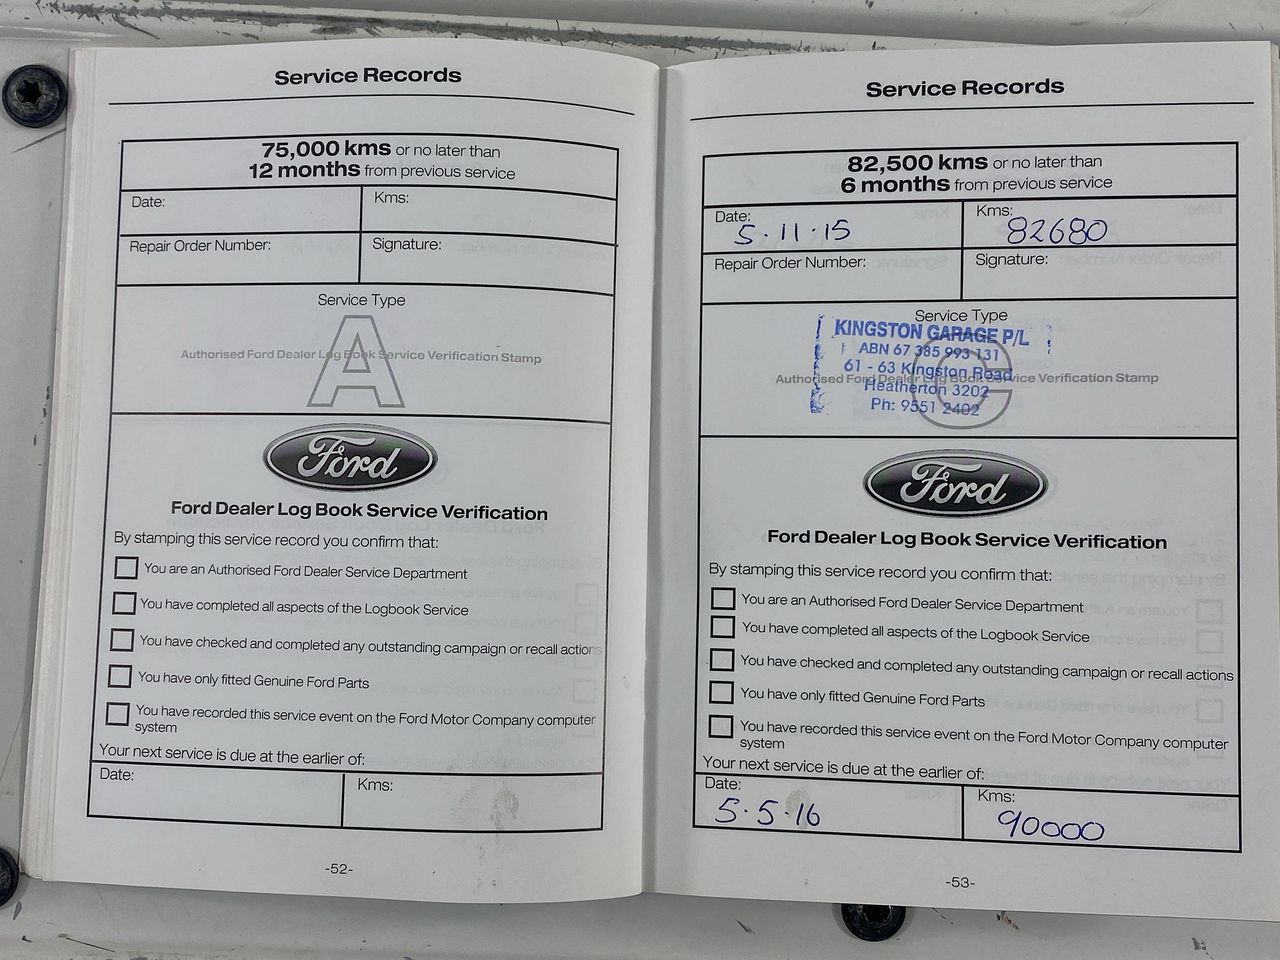 Service Records
75,000 kms or no later than
12 months from previous service
Date:
Kms:
Repair Order Number:
Signature:
Service Type
A
Authorised Ford Dealer Log Book Service Verification Stamp
Ford
Ford Dealer Log Book Service Verification
By stamping this service record you confirm that:
You are an Authorised Ford Dealer Service Department
You have completed all aspects of the Logbook Service
You have checked and completed any outstanding campaign or recall actions
You have only fitted Genuine Ford Parts
You have recorded this service event on the Ford Motor Company computer
system
Your next service is due at the earlier of:
Date:
Kms:
-52-
Service Records
82,500 kms or no later than
6 months from previous service
Date:
5·11·15
Kms:
82680
Repair Order Number:
Signature:
Service Type
C
KINGSTON GARAGE P/L
ABN 67 385 993 131
61 - 63 Kingston Road
Authorised Ford Dealer Log Book Service Verification Stamp
Heatherton 3202
Ph: 9551 2402
Ford
Ford Dealer Log Book Service Verification
By stamping this service record you confirm that:
You are an Authorised Ford Dealer Service Department
You have completed all aspects of the Logbook Service
You have checked and completed any outstanding campaign or recall actions
You have only fitted Genuine Ford Parts
You have recorded this service event on the Ford Motor Company computer
system
Your next service is due at the earlier of:
Date:
5·5·16
Kms:
90000
-53-